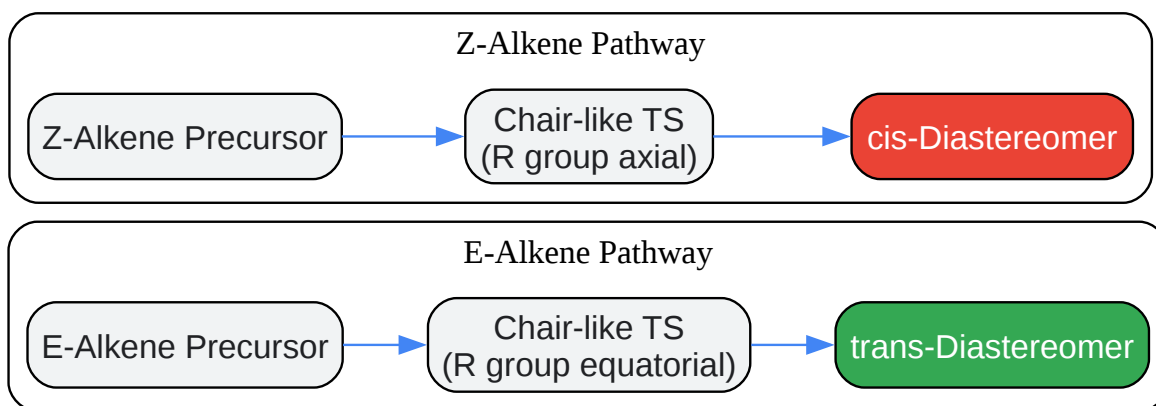 Z-Alkene Pathway
Z-Alkene Precursor
Chair-like TS
(R group axial)
cis-Diastereomer
E-Alkene Pathway
E-Alkene Precursor
Chair-like TS
(R group equatorial)
trans-Diastereomer